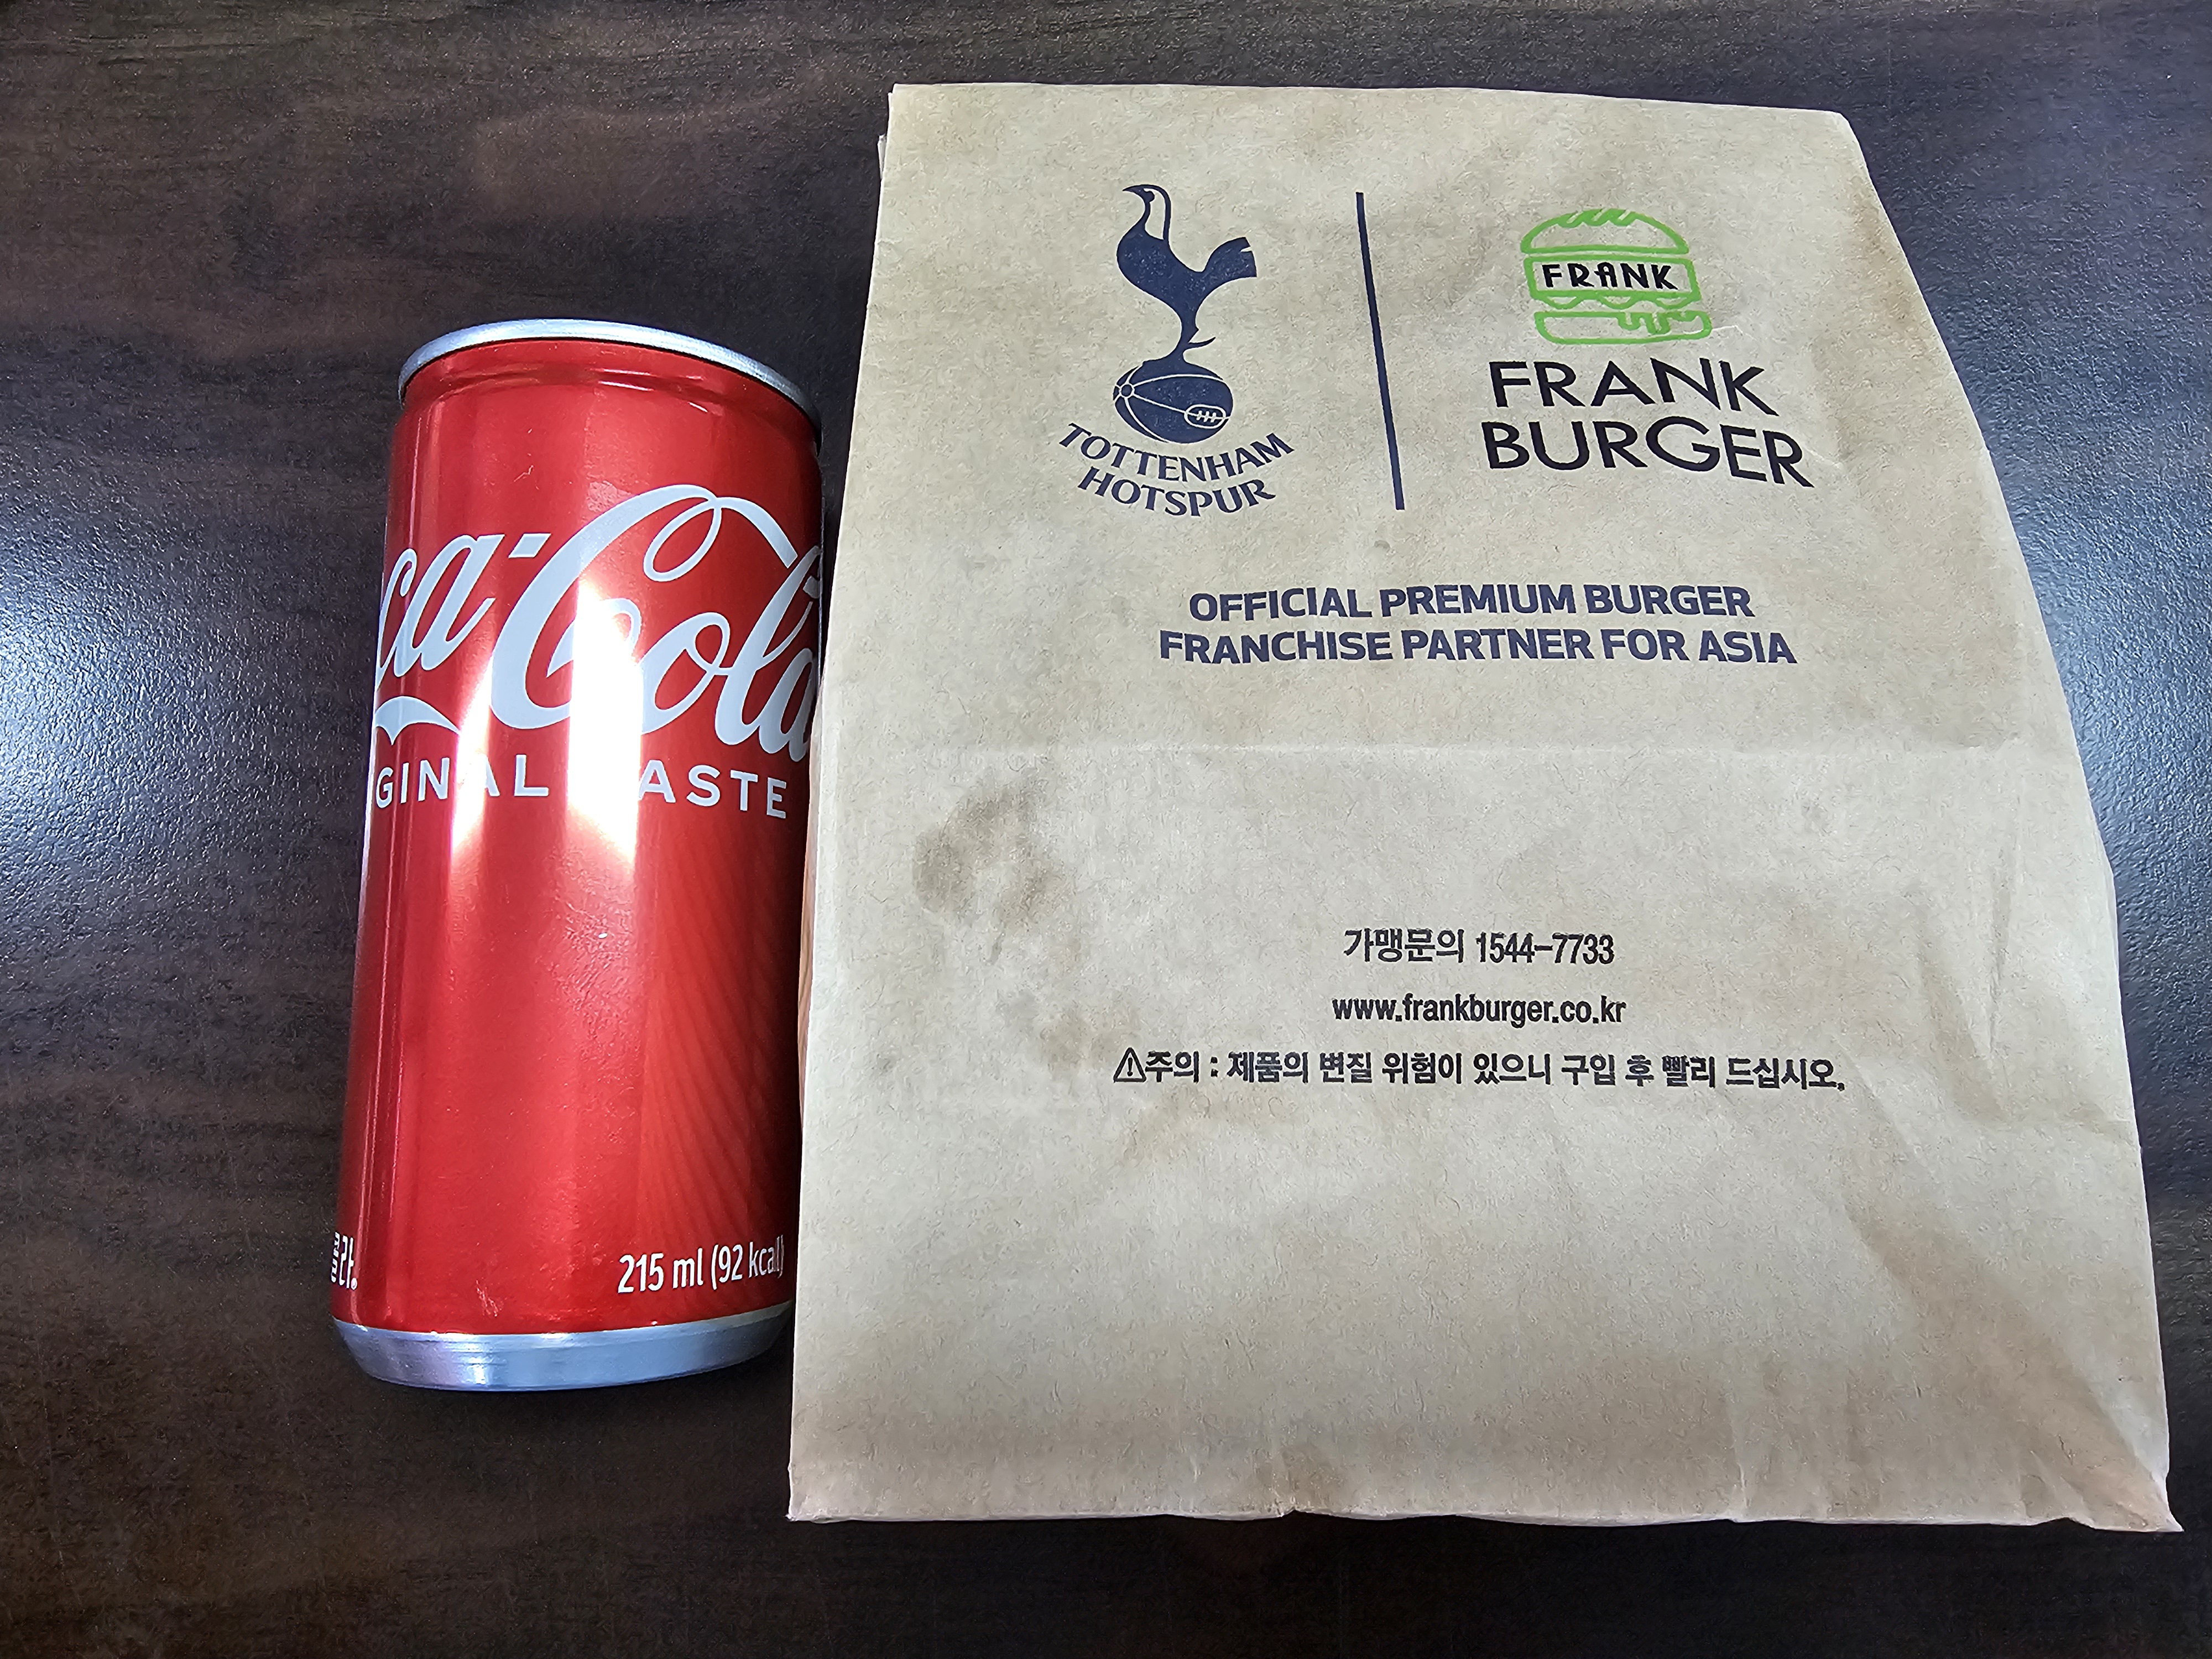 ca-Cola
GINAL TASTE
215 ml (92 kcal)
TOTTENHAM
HOTSPUR
FRANK
FRANK
BURGER
OFFICIAL PREMIUM BURGER
FRANCHISE PARTNER FOR ASIA
가맹문의 1544-7733
www.frankburger.co.kr
⚠주의 : 제품의 변질 위험이 있으니 구입 후 빨리 드십시오.